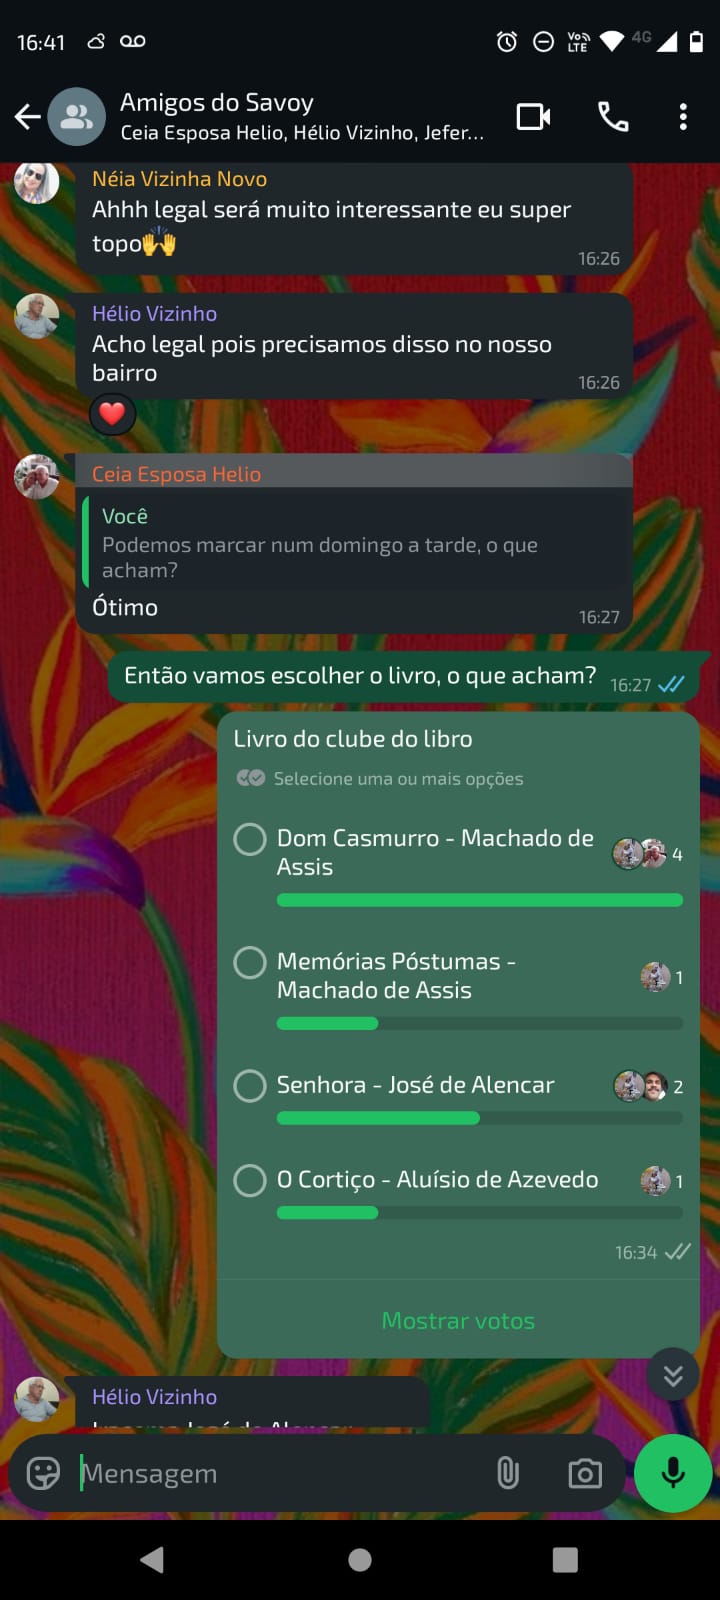 16:41
VoLTE
4G
Amigos do Savoy
Ceia Esposa Helio, Hélio Vizinho, Jefer...
Néia Vizinha Novo
Ahhh legal será muito interessante eu super
topo🙌
16:26
Hélio Vizinho
Acho legal pois precisamos disso no nosso
bairro
16:26
Ceia Esposa Helio
Você
Podemos marcar num domingo a tarde, o que
acham?
Ótimo
16:27
Então vamos escolher o livro, o que acham?
16:27
Livro do clube do libro
Selecione uma ou mais opções
Dom Casmurro - Machado de
Assis
4
Memórias Póstumas -
Machado de Assis
1
Senhora - José de Alencar
2
O Cortiço - Aluísio de Azevedo
1
16:34
Mostrar votos
Hélio Vizinho
José de Alencar
Mensagem